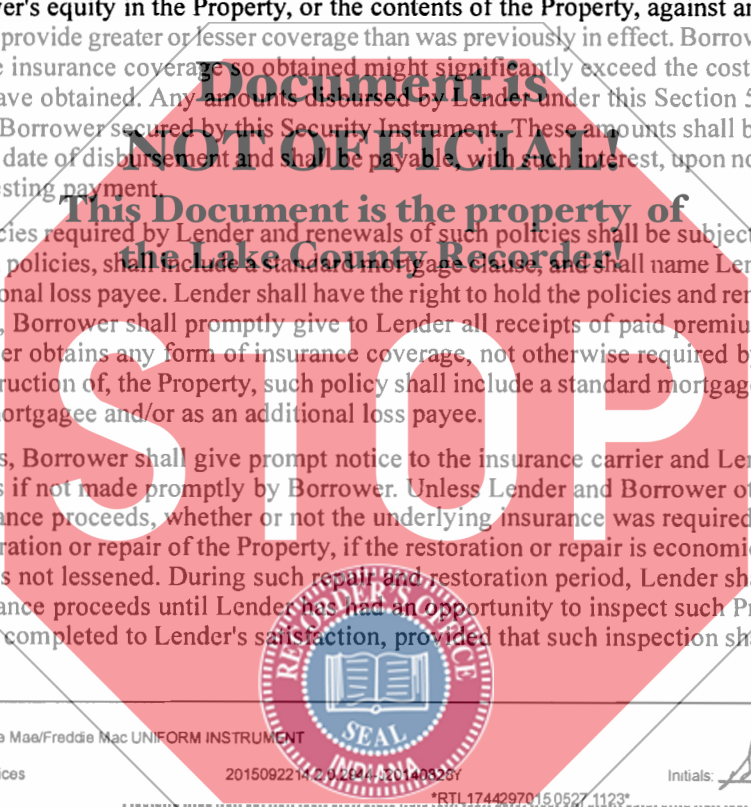 ver's equity in the Property, or the contents of the Property, against an
provide greater or lesser coverage than was previously in effect. Borrow
e insurance coverage so obtained might significantly exceed the cost
Document is
ave obtained. Any amounts disbursed by Lender under this Section 5
Borrower secured by this Security Instrument. These amounts shall b
NOT OFFICIAL!
date of disbursement and shall be payable, with such interest, upon no
esting payment.
This Document is the property of
cies required by Lender and renewals of such policies shall be subject
the Lake County Recorder!
policies, shall include a standard mortgage clause, and shall name Len
onal loss payee. Lender shall have the right to hold the policies and ren
, Borrower shall promptly give to Lender all receipts of paid premiu
er obtains any form of insurance coverage, not otherwise required by
ruction of, the Property, such policy shall include a standard mortgag
ortgagee and/or as an additional loss payee.
STOP
s, Borrower shall give prompt notice to the insurance carrier and Len
s if not made promptly by Borrower. Unless Lender and Borrower ot
ance proceeds, whether or not the underlying insurance was required
ration or repair of the Property, if the restoration or repair is economi
s not lessened. During such repair and restoration period, Lender sh
ance proceeds until Lender has had an opportunity to inspect such Pr
completed to Lender's satisfaction, provided that such inspection sh
RECORDER'S OFFICE
SEAL
INDIANA
e Mae/Freddie Mac UNIFORM INSTRUMENT
ices
Initials: